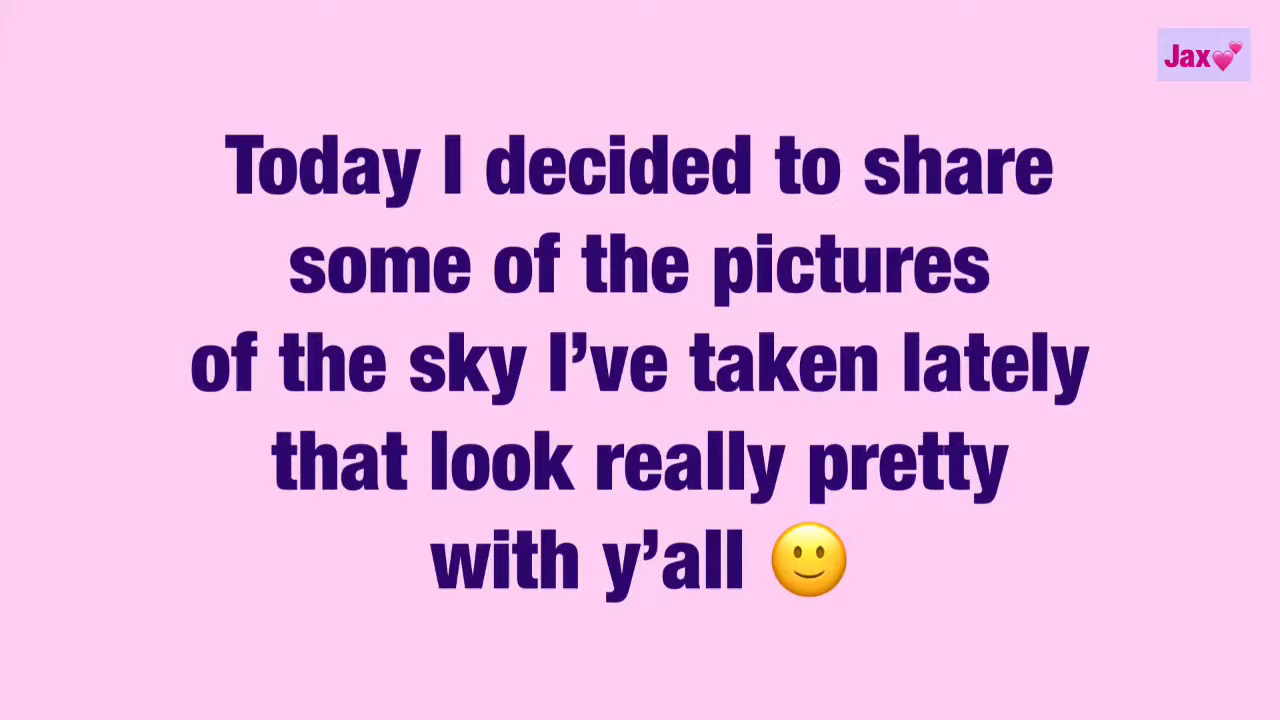 Jax💕
Today I decided to share
some of the pictures
of the sky I’ve taken lately
that look really pretty
with y’all 🙂